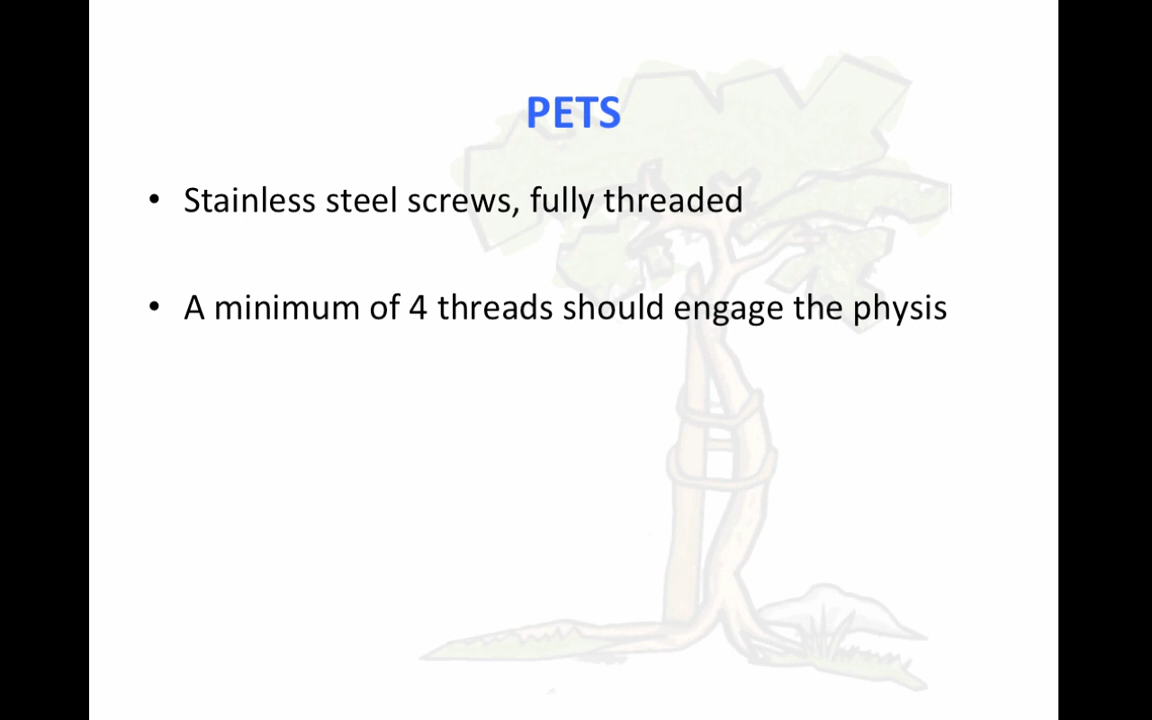 PETS
• Stainless steel screws, fully threaded
• A minimum of 4 threads should engage the physis